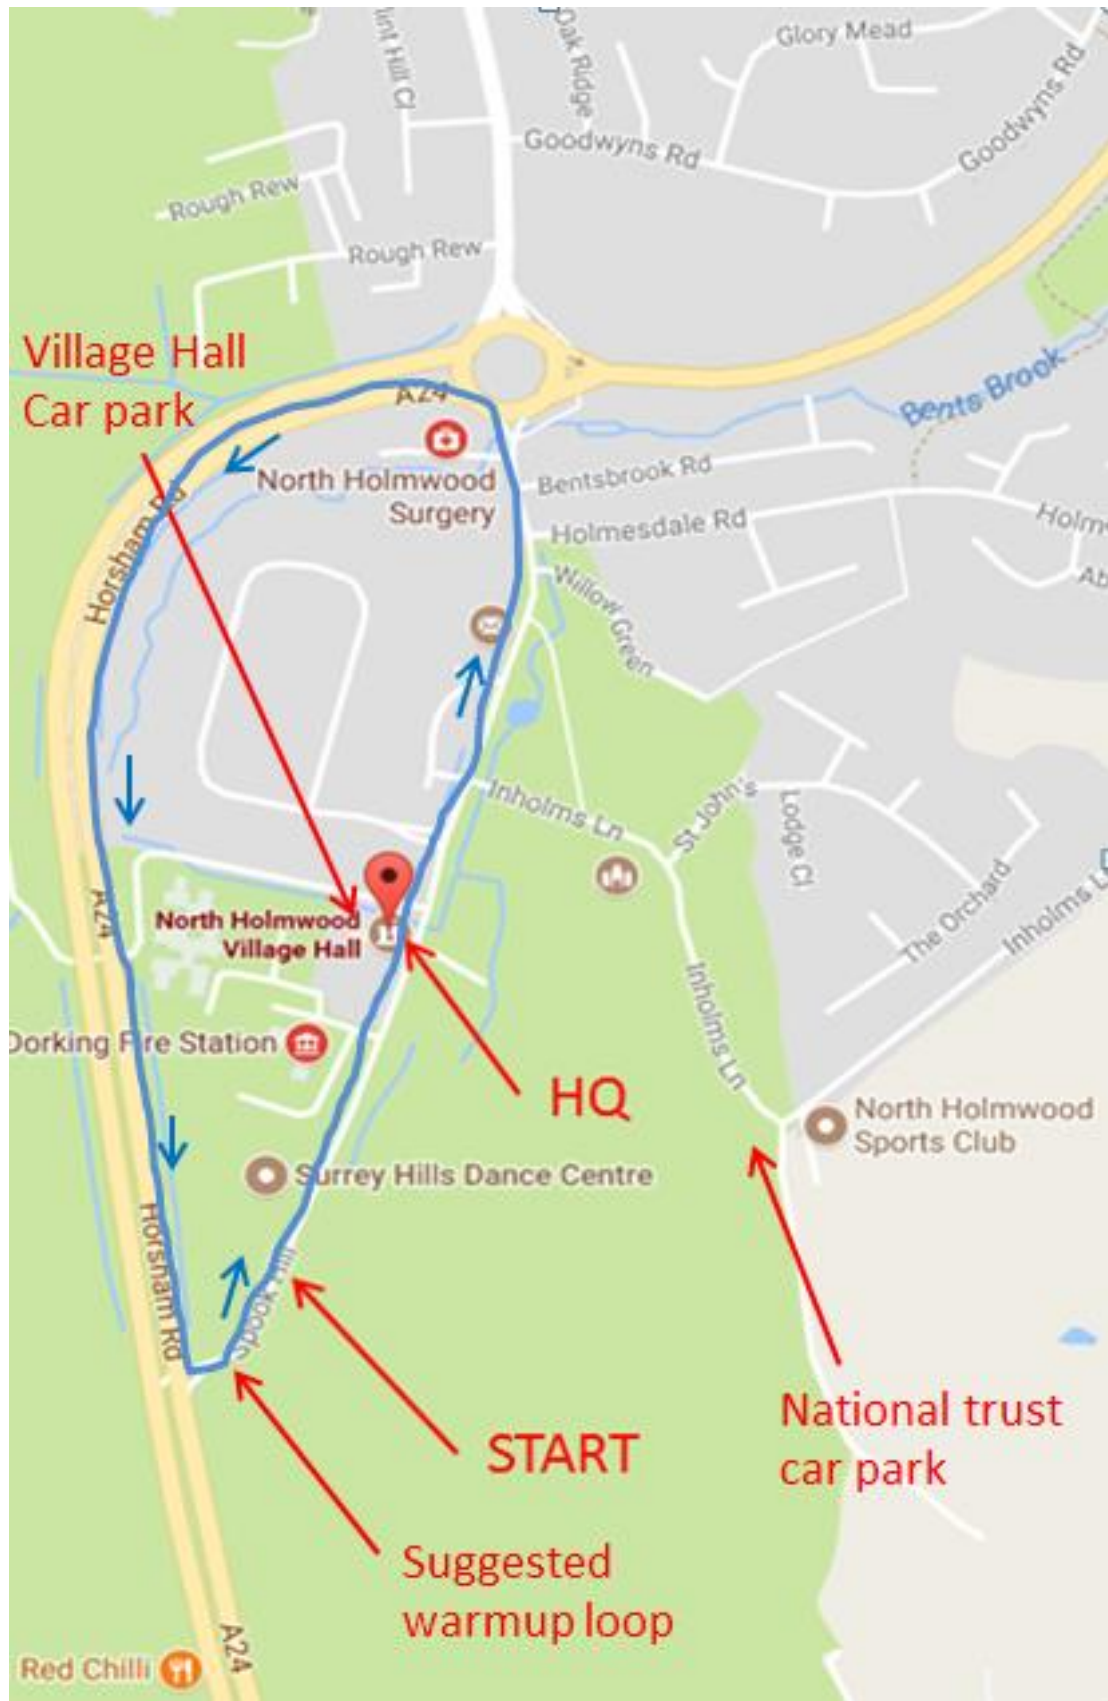 Glory Mead
Oak Ridge
Goodwyns Rd
Goodwyns Rd
Rough Rew
Rough Rew
Village Hall
Car park
A24
Bents Brook
North Holmwood
Surgery
Bentsbrook Rd
Holmesdale Rd
Horsham Rd
Willow Green
Inholms Ln
St John's
Lodge Cl
The Orchard
Inholms
A24
North Holmwood
Village Hall
Inholms Ln
Dorking Fire Station
HQ
North Holmwood
Sports Club
Surrey Hills Dance Centre
Horsham Rd
Spook Hill
National trust
car park
START
Suggested
warmup loop
A24
Red Chilli